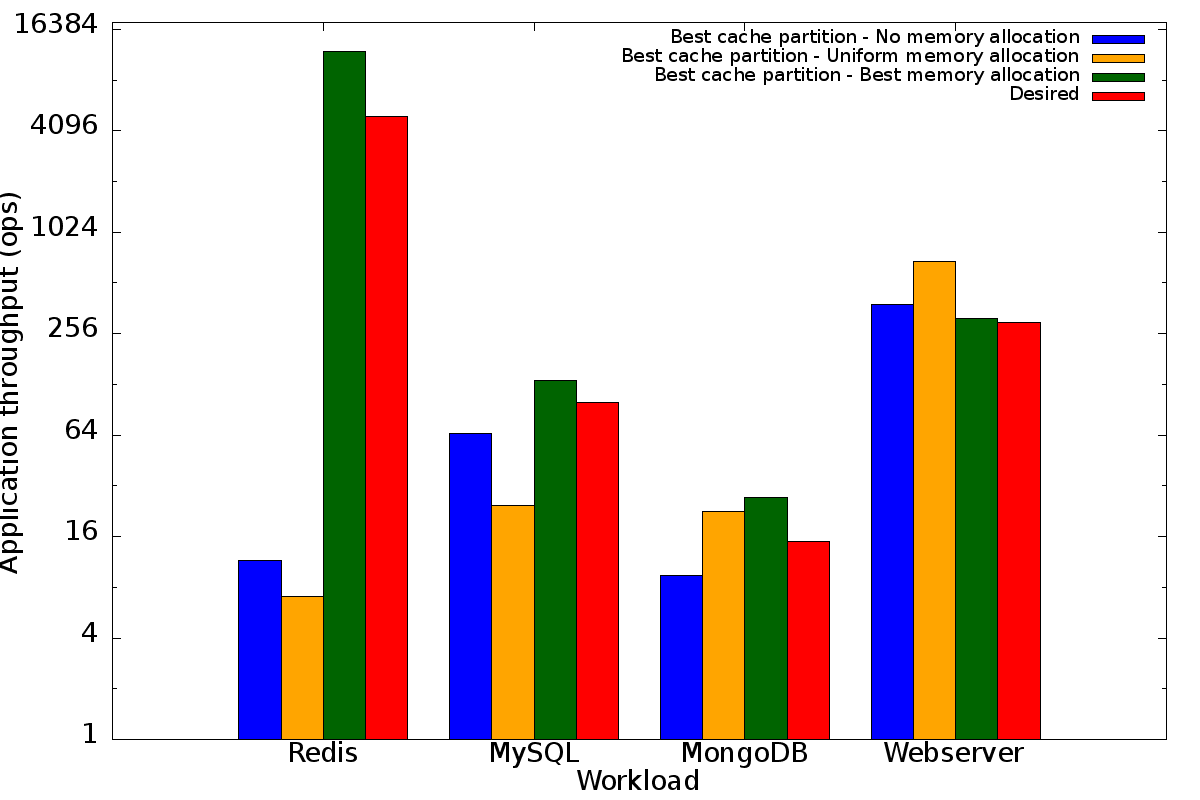 16384
4096
1024
256
64
16
4
1
Application throughput (ops)
Best cache partition - No memory allocation
Best cache partition - Uniform memory allocation
Best cache partition - Best memory allocation
Desired
Redis
MySQL
MongoDB
Webserver
Workload